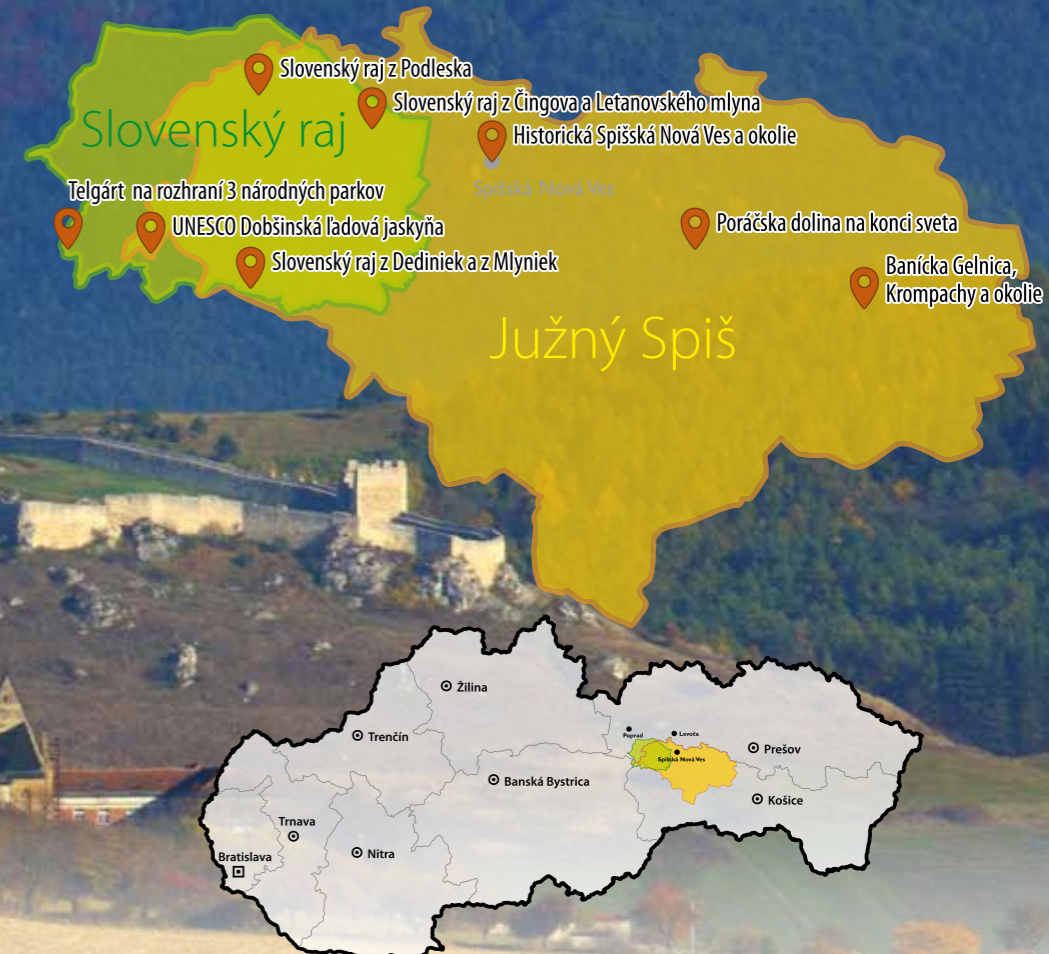 Slovenský raj z Podleska
Slovenský raj z Čingova a Letanovského mlyna
Slovenský raj
Historická Spišská Nová Ves a okolie
Spišská Nová Ves
Telgárt na rozhraní 3 národných parkov
UNESCO Dobšinská ľadová jaskyňa
Poráčska dolina na konci sveta
Slovenský raj z Dediniek a z Mlyniek
Banícka Gelnica,
Krompachy a okolie
Južný Spiš
Žilina
Trenčín
Poprad
Levoča
Prešov
Spišská Nová Ves
Banská Bystrica
Košice
Trnava
Nitra
Bratislava